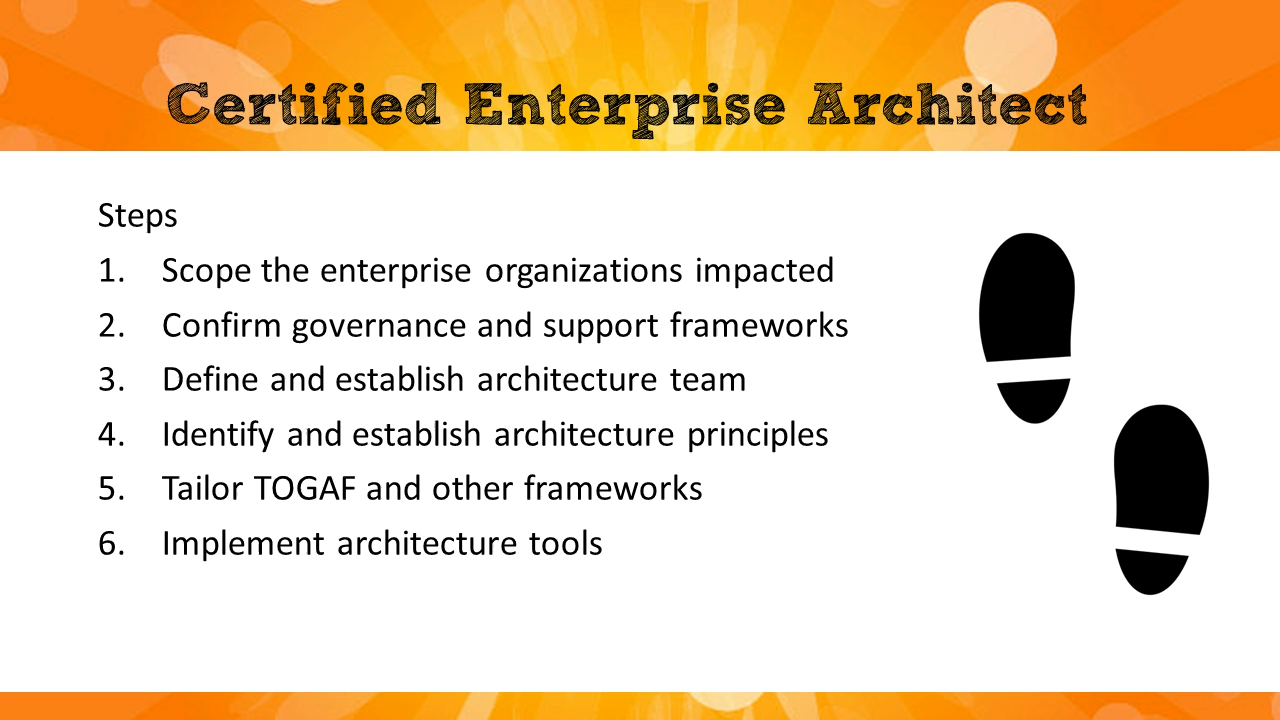 Certified Enterprise Architect
Steps
1. Scope the enterprise organizations impacted
2. Confirm governance and support frameworks
3. Define and establish architecture team
4. Identify and establish architecture principles
5. Tailor TOGAF and other frameworks
6. Implement architecture tools